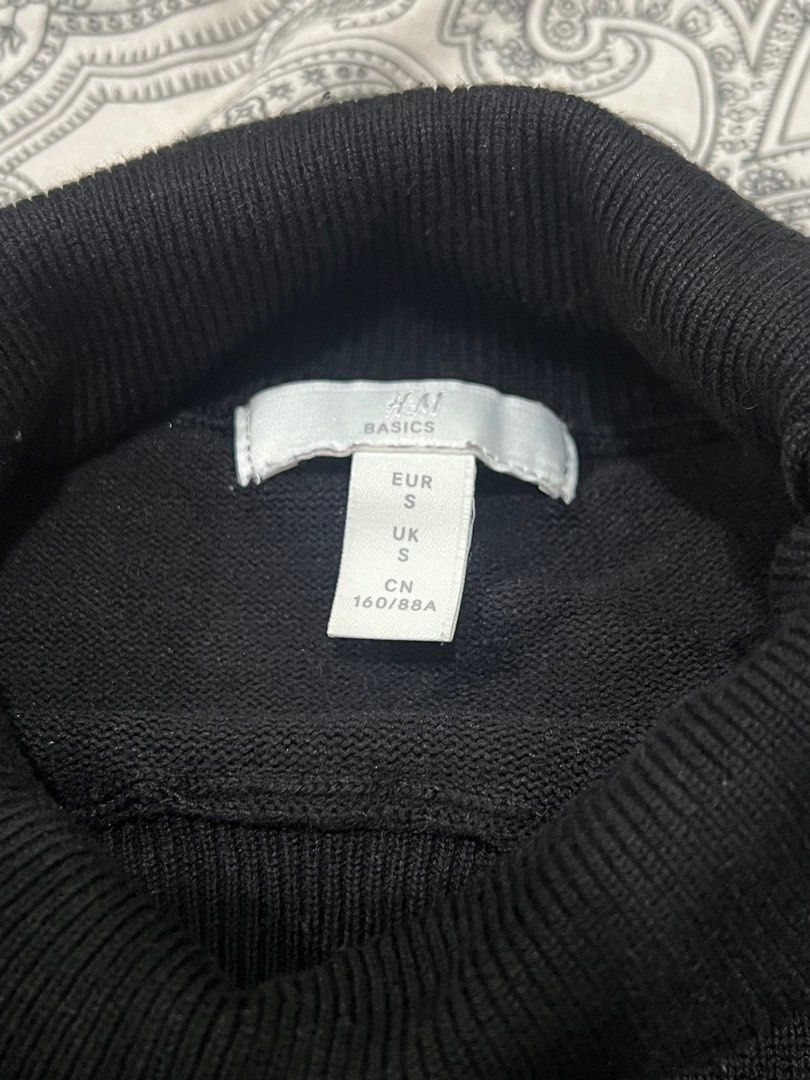 H&M
BASICS
EUR
S
UK
S
CN
160/88A